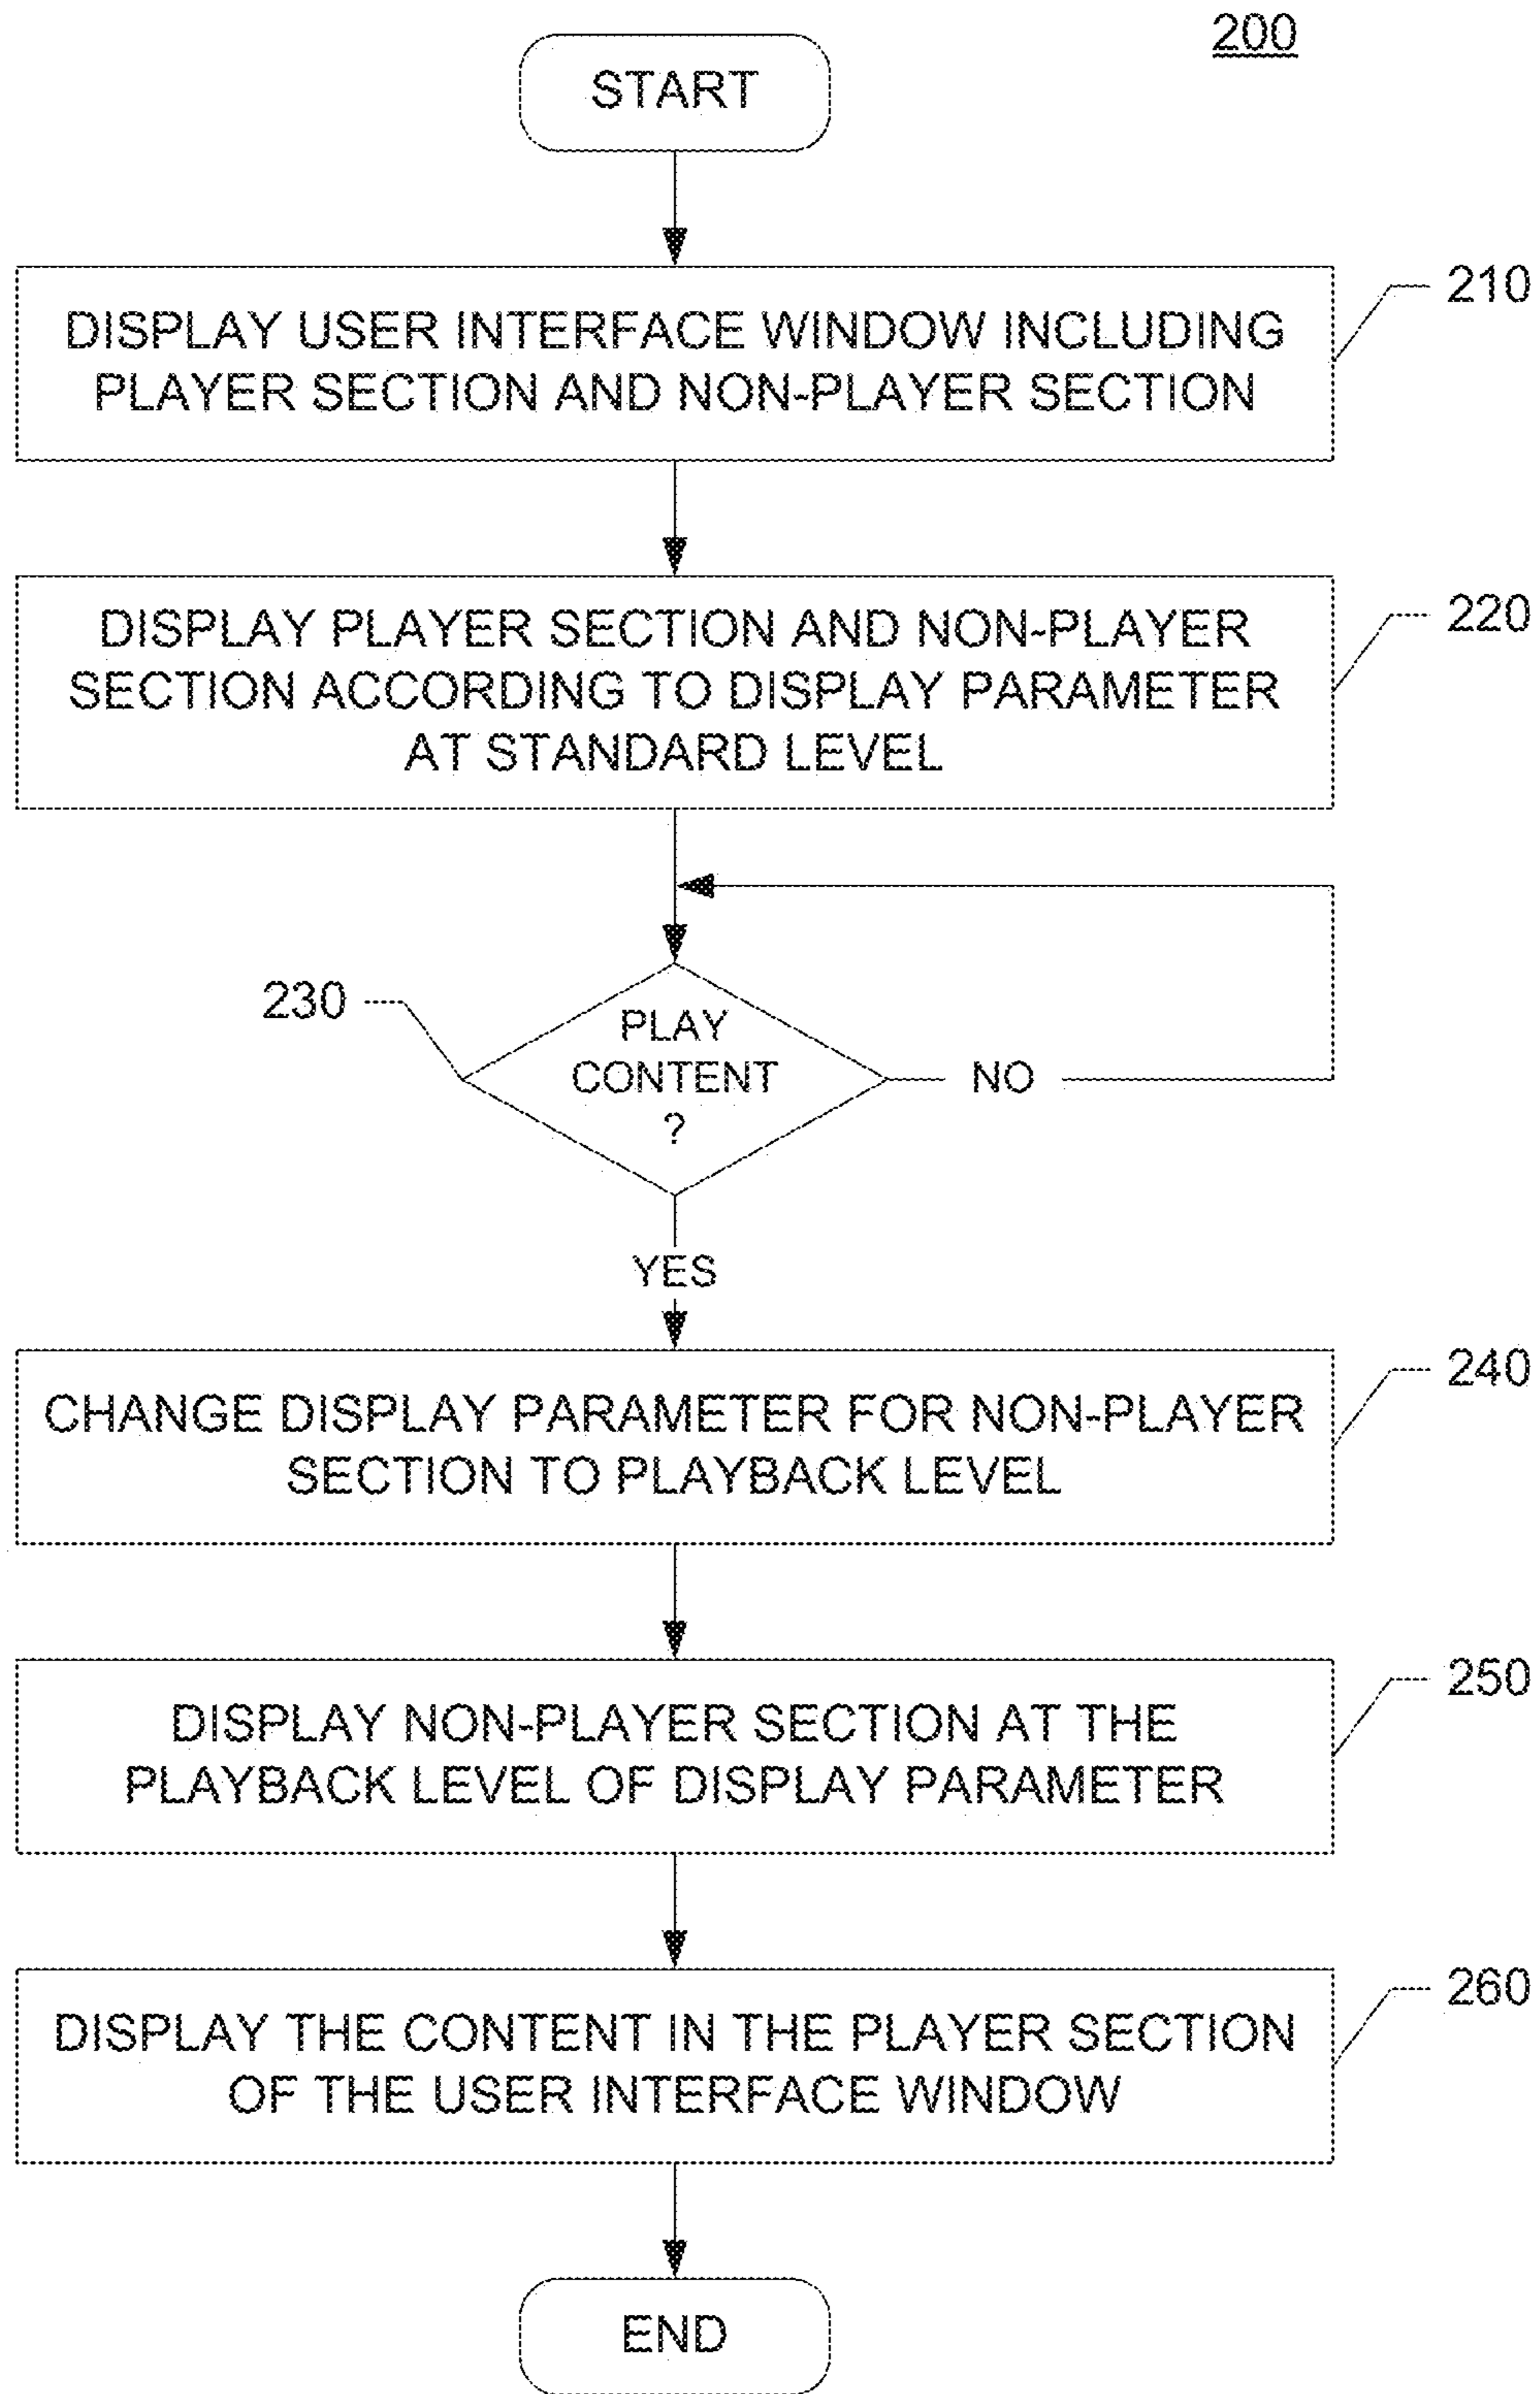 200
START
DISPLAY USER INTERFACE WINDOW INCLUDING
PLAYER SECTION AND NON-PLAYER SECTION
210
DISPLAY PLAYER SECTION AND NON-PLAYER
SECTION ACCORDING TO DISPLAY PARAMETER
AT STANDARD LEVEL
220
230
PLAY
CONTENT
?
NO
YES
CHANGE DISPLAY PARAMETER FOR NON-PLAYER
SECTION TO PLAYBACK LEVEL
240
DISPLAY NON-PLAYER SECTION AT THE
PLAYBACK LEVEL OF DISPLAY PARAMETER
250
DISPLAY THE CONTENT IN THE PLAYER SECTION
OF THE USER INTERFACE WINDOW
260
END